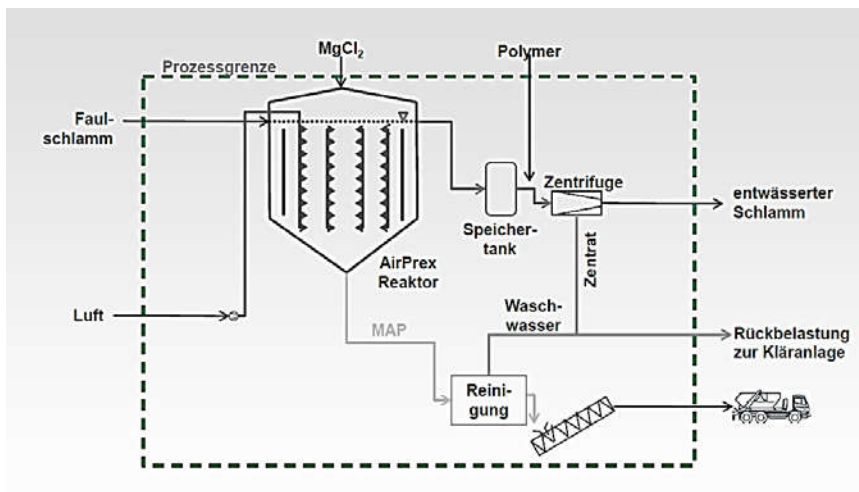 MgCl₂
Polymer
Prozessgrenze
Faul-
schlamm
Zentrifuge
entwässerter
Schlamm
Speicher-
tank
AirPrex
Reaktor
Zentrat
Luft
MAP
Wasch-
wasser
Rückbelastung
zur Kläranlage
Reini-
gung